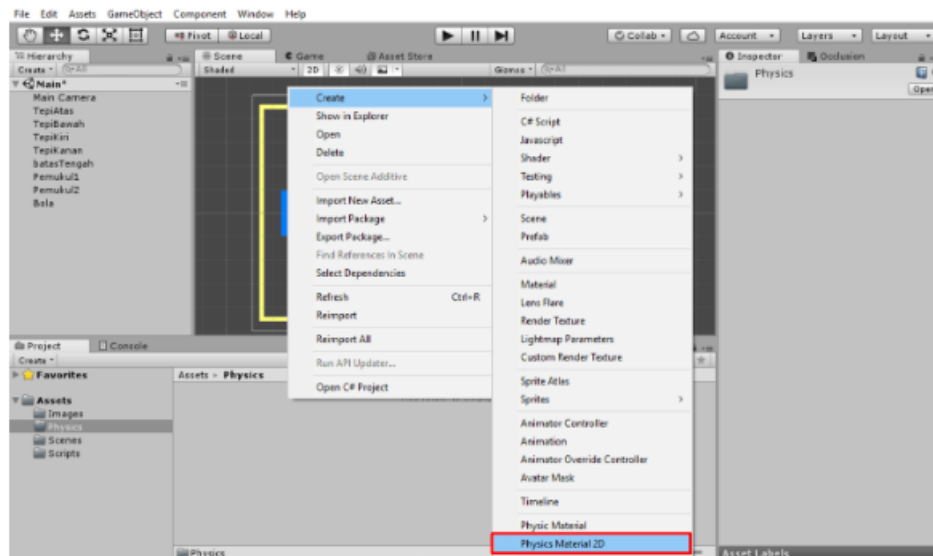 File Edit Assets GameObject Component Window Help
Pivot Local Collab Account Layers Layout
Hierarchy Scene Game Asset Store Inspector Occlusion
Create All Shaded 2D Gizmos All
Main* Physics
Open
Main Camera
TepiAtas
TepiBawah
TepiKiri
TepiKanan
batasTengah
Pemukul1
Pemukul2
Bola
Create
Show in Explorer
Open
Delete
Open Scene Additive
Import New Asset...
Import Package
Export Package...
Find References In Scene
Select Dependencies
Refresh Ctrl+R
Reimport
Reimport All
Run API Updater...
Open C# Project
Folder
C# Script
Javascript
Shader
Testing
Playables
Scene
Prefab
Audio Mixer
Material
Lens Flare
Render Texture
Lightmap Parameters
Custom Render Texture
Sprite Atlas
Sprites
Animator Controller
Animation
Animator Override Controller
Avatar Mask
Timeline
Physic Material
Physics Material 2D
Project Console
Create
Favorites Assets Physics
Assets
Images
Physics
Scenes
Scripts
Physics Asset Labels